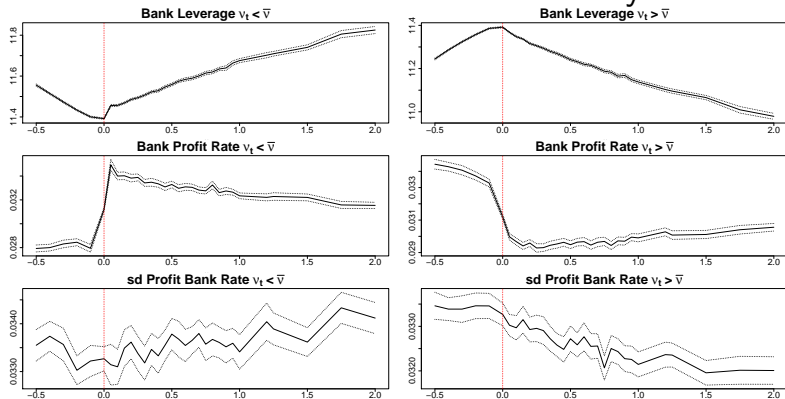 y
Bank Leverage νt < ν̄
11.4 11.6 11.8
−0.5 0.0 0.5 1.0 1.5 2.0
Bank Leverage νt > ν̄
11.0 11.2 11.4
−0.5 0.0 0.5 1.0 1.5 2.0
Bank Profit Rate νt < ν̄
0.028 0.032
−0.5 0.0 0.5 1.0 1.5 2.0
Bank Profit Rate νt > ν̄
0.029 0.031 0.033
−0.5 0.0 0.5 1.0 1.5 2.0
sd Profit Bank Rate νt < ν̄
0.0330 0.0340
−0.5 0.0 0.5 1.0 1.5 2.0
sd Profit Bank Rate νt > ν̄
0.0320 0.0330
−0.5 0.0 0.5 1.0 1.5 2.0